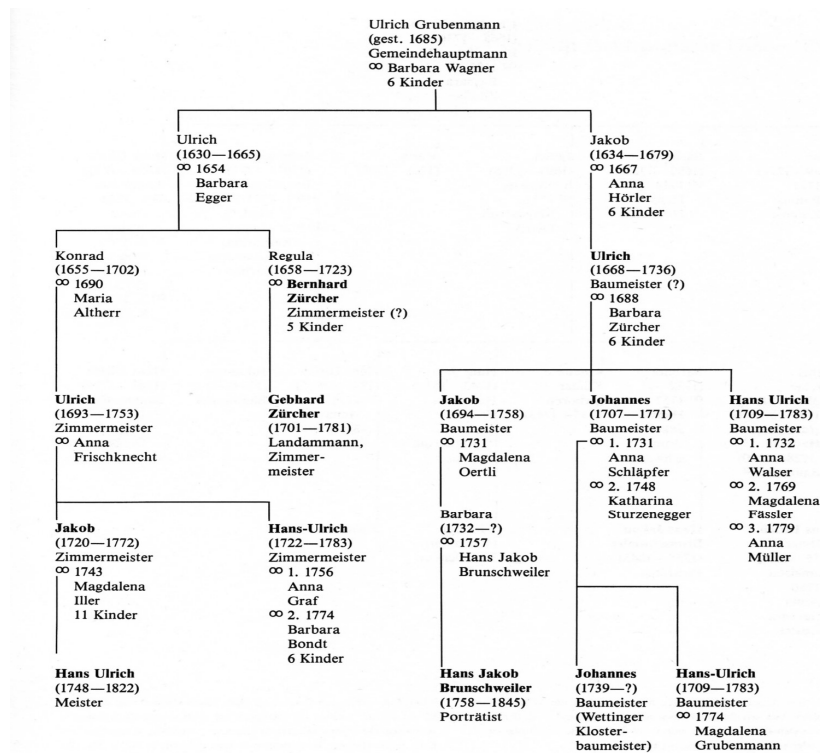 Ulrich Grubenmann
(gest. 1685)
Gemeindehauptmann
∞ Barbara Wagner
6 Kinder
Ulrich
(1630—1665)
∞ 1654
Barbara
Egger
Jakob
(1634—1679)
∞ 1667
Anna
Hörler
6 Kinder
Konrad
(1655—1702)
∞ 1690
Maria
Altherr
Regula
(1658—1723)
∞ Bernhard
Zürcher
Zimmermeister (?)
5 Kinder
Ulrich
(1668—1736)
Baumeister (?)
∞ 1688
Barbara
Zürcher
6 Kinder
Ulrich
(1693—1753)
Zimmermeister
∞ Anna
Frischknecht
Gebhard
Zürcher
(1701—1781)
Landammann,
Zimmer-
meister
Jakob
(1694—1758)
Baumeister
∞ 1731
Magdalena
Oertli
Johannes
(1707—1771)
Baumeister
∞ 1. 1731
Anna
Schläpfer
∞ 2. 1748
Katharina
Sturzenegger
Hans Ulrich
(1709—1783)
Baumeister
∞ 1. 1732
Anna
Walser
∞ 2. 1769
Magdalena
Fässler
∞ 3. 1779
Anna
Müller
Jakob
(1720—1772)
Zimmermeister
∞ 1743
Magdalena
Iller
11 Kinder
Hans-Ulrich
(1722—1783)
Zimmermeister
∞ 1. 1756
Anna
Graf
∞ 2. 1774
Barbara
Bondt
6 Kinder
Barbara
(1732—?)
∞ 1757
Hans Jakob
Brunschweiler
Hans Ulrich
(1748—1822)
Meister
Hans Jakob
Brunschweiler
(1758—1845)
Porträtist
Johannes
(1739—?)
Baumeister
(Wettinger
Kloster-
baumeister)
Hans-Ulrich
(1709—1783)
Baumeister
∞ 1774
Magdalena
Grubenmann